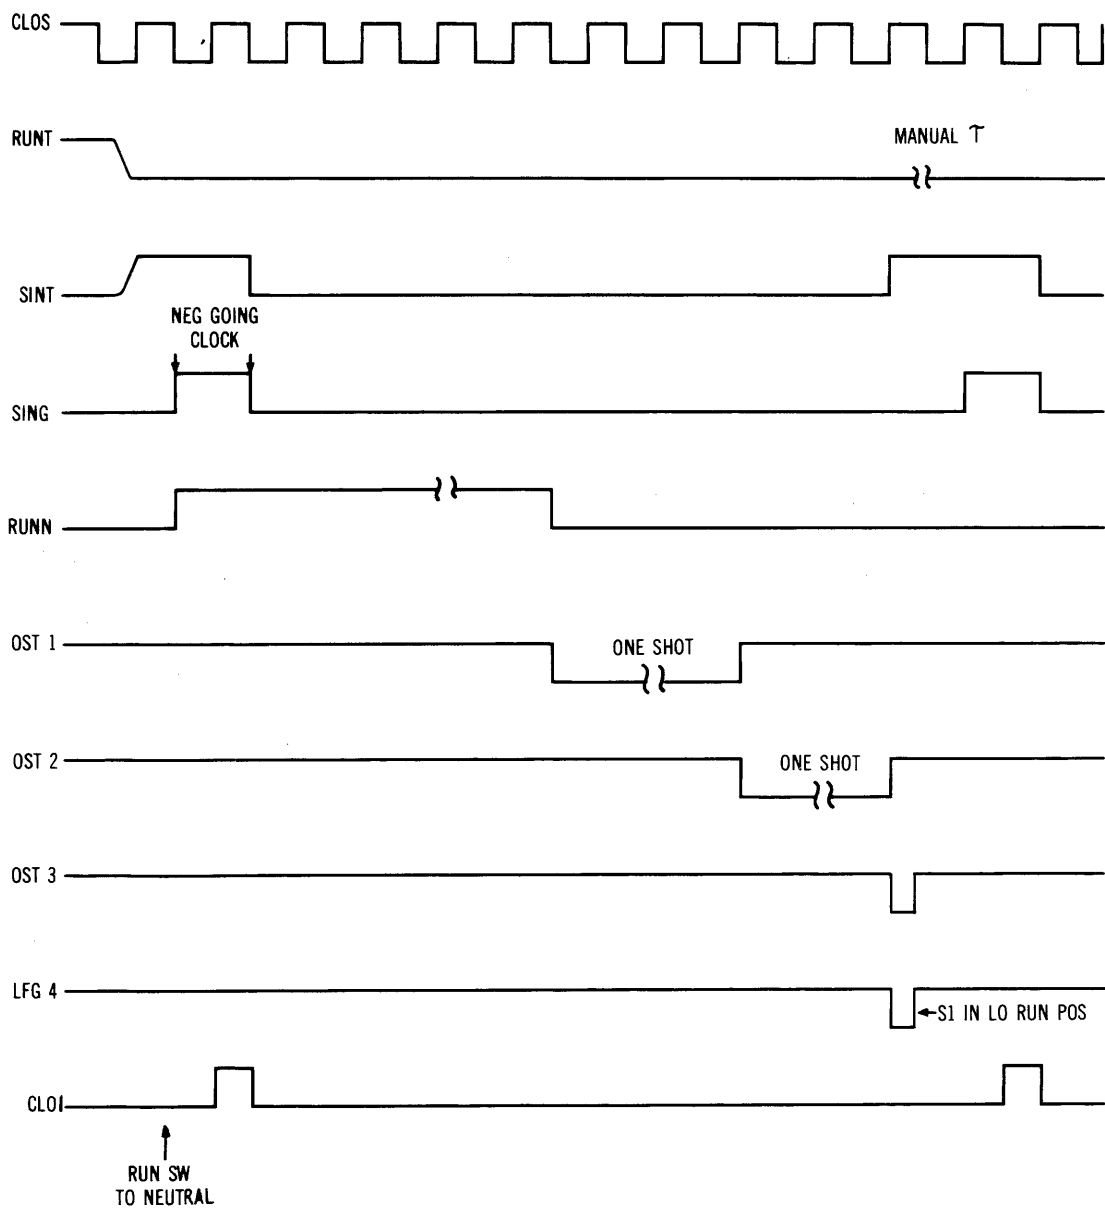 CLOS
RUNT
MANUAL T
SINT
NEG GOING
CLOCK
SING
RUNN
OST 1
ONE SHOT
OST 2
ONE SHOT
OST 3
LFG 4
←S1 IN LO RUN POS
CLO1
RUN SW
TO NEUTRAL